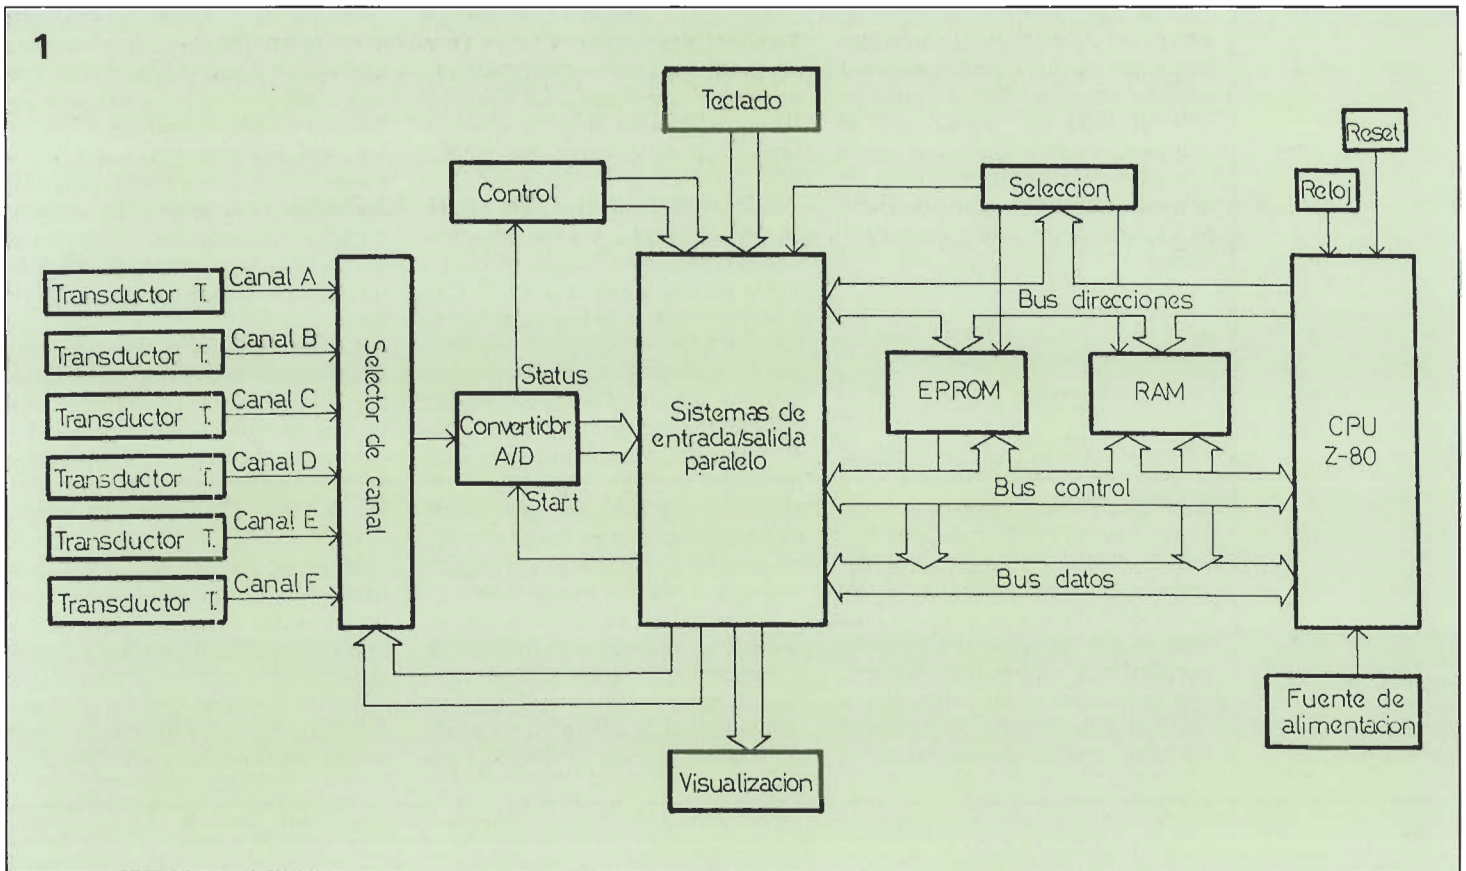 1
Teclado
Reset
Control
Seleccion
Reloj
Transductor T.
Canal A
Transductor T.
Canal B
Transductor T.
Canal C
Transductor T.
Canal D
Transductor T.
Canal E
Transductor T.
Canal F
Selector de canal
Status
Convertidor
A/D
Start
Sistemas de
entrada/salida
paralelo
Bus direcciones
EPROM
RAM
Bus control
Bus datos
CPU
Z-80
Fuente de
alimentacion
Visualizacion